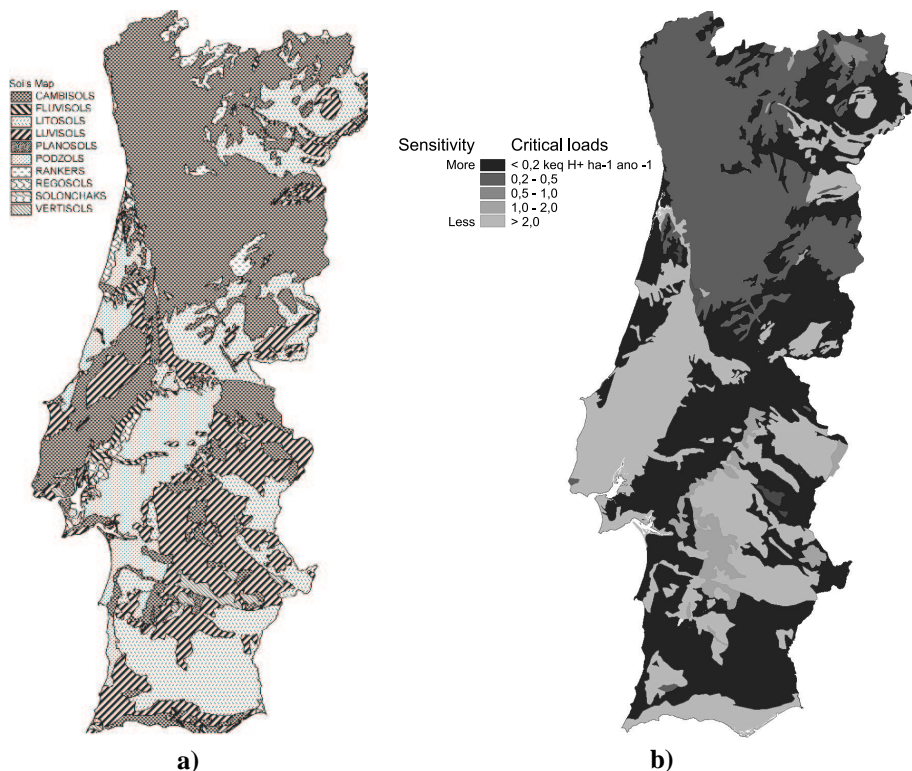 Soils Map
CAMBISOLS
FLUVISOLS
LITOSOLS
LUVISOLS
PLANOSOLS
PODZOLS
RANKERS
REGOSOLS
SOLONCHAKS
VERTISOLS
a)
Sensitivity Critical loads
More < 0,2 keq H+ ha-1 ano -1
0,2 - 0,5
0,5 - 1,0
1,0 - 2,0
Less > 2,0
b)